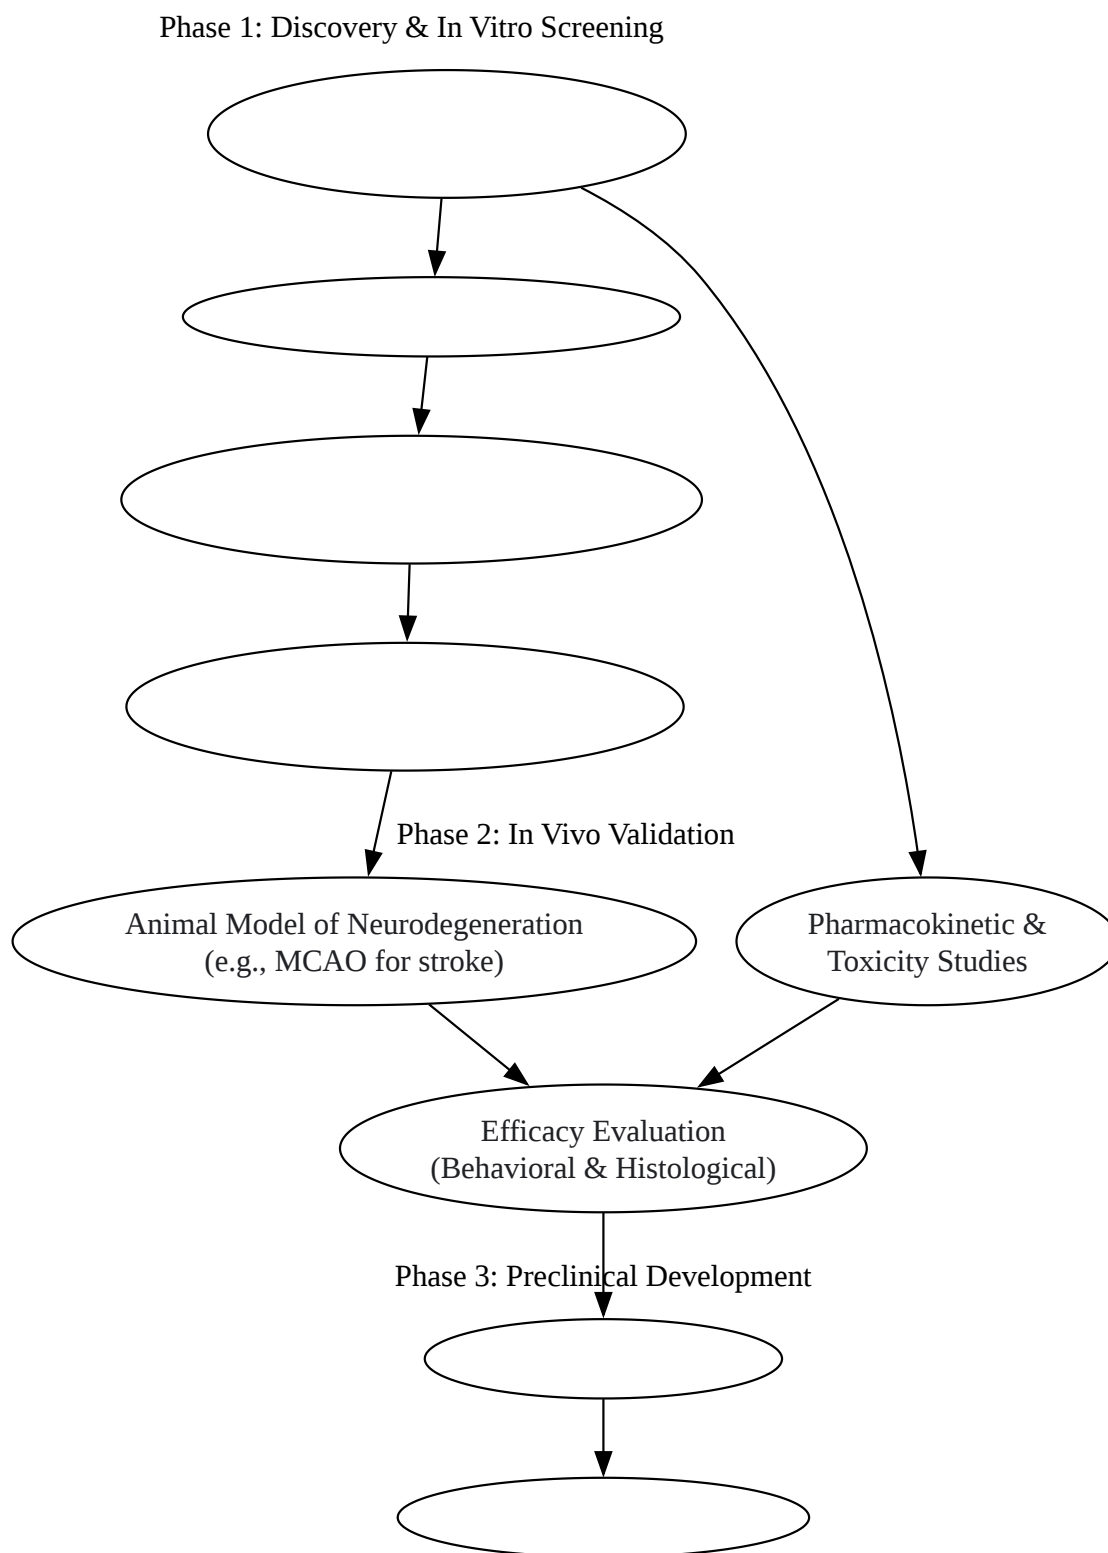 Phase 1: Discovery & In Vitro Screening
Phase 2: In Vivo Validation
Animal Model of Neurodegeneration
(e.g., MCAO for stroke)
Pharmacokinetic &
Toxicity Studies
Efficacy Evaluation
(Behavioral & Histological)
Phase 3: Preclinical Development